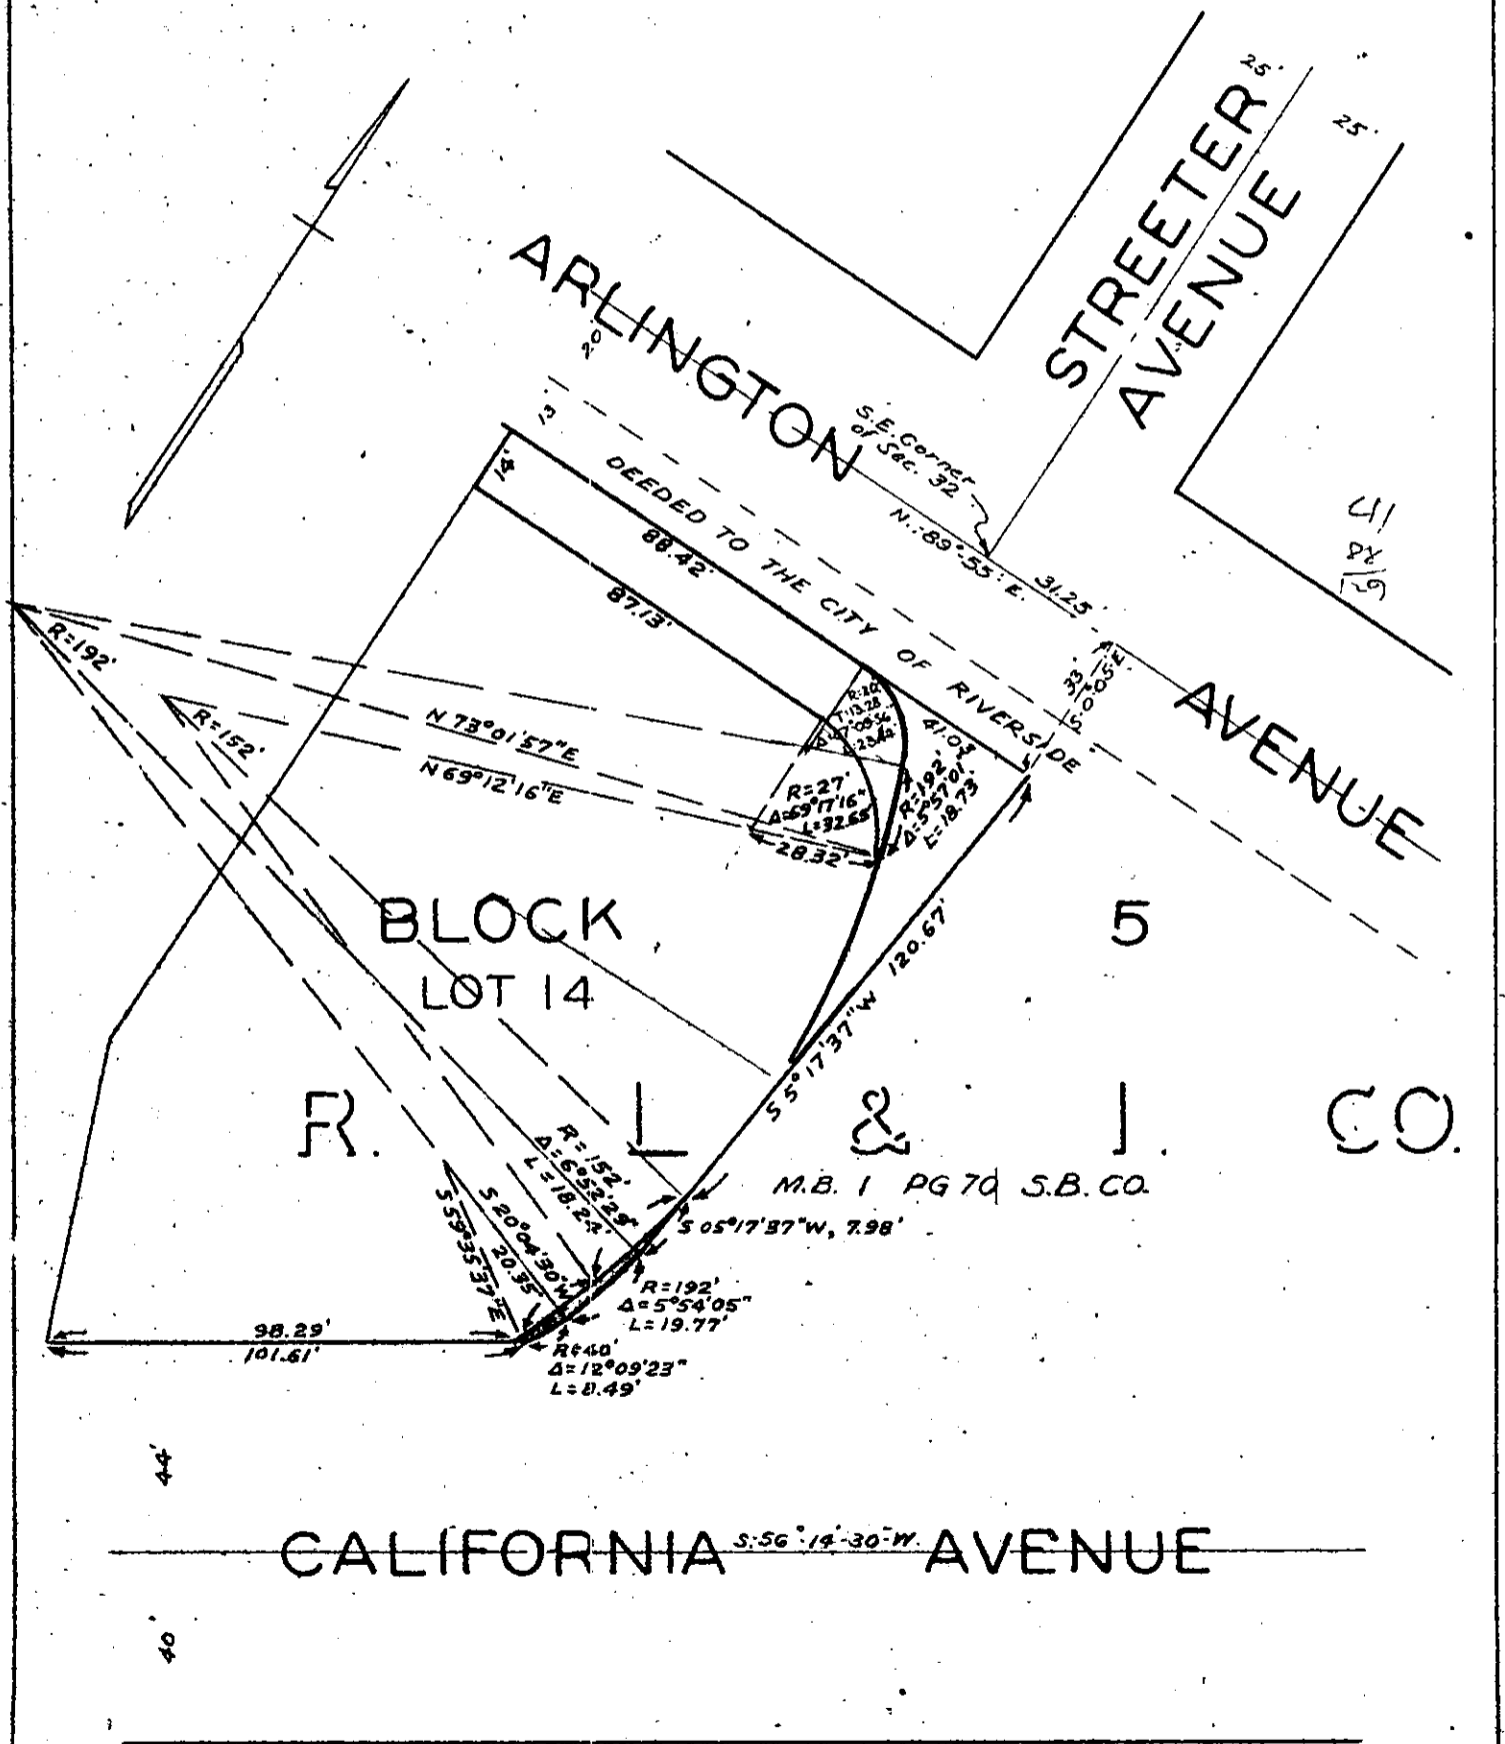 25'
25'
STREETER
AVENUE
ARLINGTON
20'
13'
14'
S.E. Corner
of Sec. 32
N.-89°-55' E.
31.25'
DEEDED TO THE CITY OF RIVERSIDE
88.42'
87.13'
33'
S.0°05'E.
AVENUE
R=192'
R=152'
N 73°01'57"E
N 69°12'16"E
R=20'
T=13.28
41.03'
R=192'
Δ=5°57'01"
L=18.73'
R=27'
Δ=69°17'16"
L=32.65'
28.32'
BLOCK
5
LOT 14
120.67'
S 5°17'37"W
R. L & I. CO.
M.B. 1 PG 70 S.B. CO.
R=152'
Δ=6°52'29"
L=18.24'
S 05°17'37"W, 7.98'
S 20°04'30"W
20.35'
S 59°35'37"E
R=192'
Δ=5°54'05"
L=19.77'
98.29'
101.61'
R=40'
Δ=12°09'23"
L=8.49'
44'
CALIFORNIA
S.56°-14'-30"-W.
AVENUE
40'